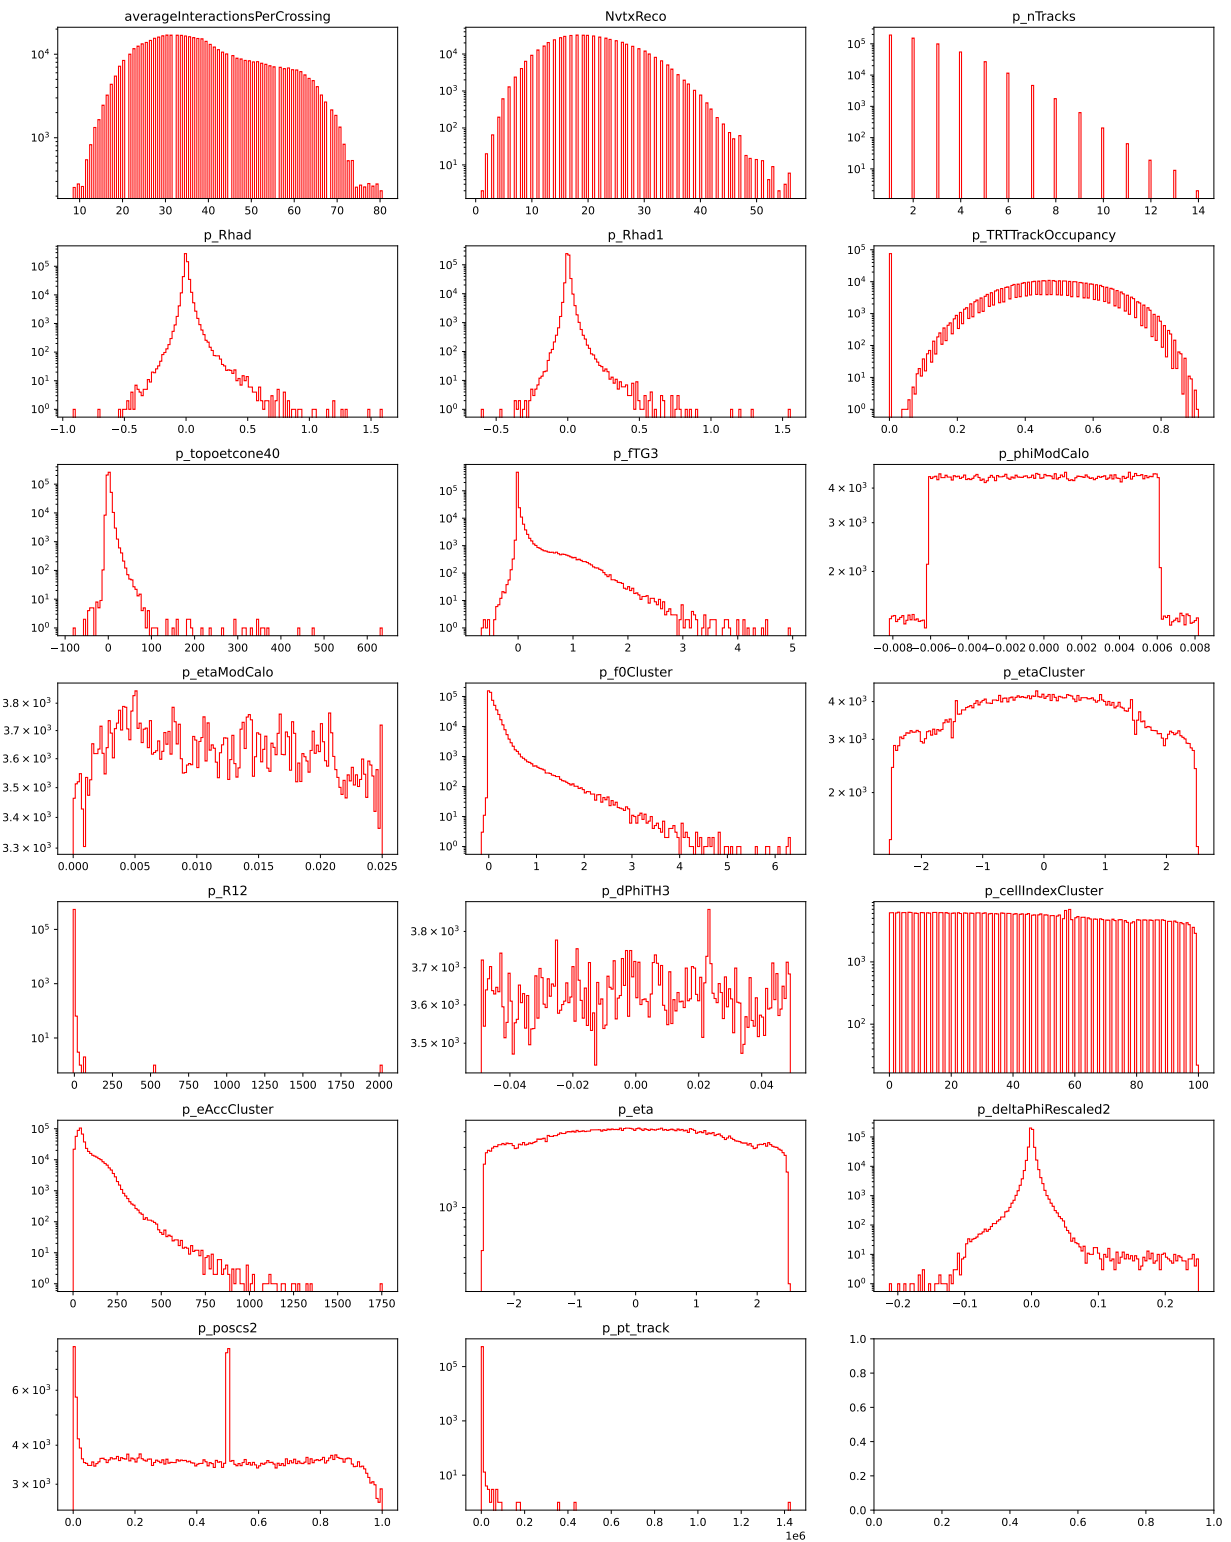 averageInteractionsPerCrossing NvtxReco p_nTracks
10⁴ 10³
10 20 30 40 50 60 70 80
10⁴ 10³ 10² 10¹
0 10 20 30 40 50
10⁵ 10⁴ 10³ 10² 10¹
2 4 6 8 10 12 14
p_Rhad p_Rhad1 p_TRTTrackOccupancy
10⁵ 10⁴ 10³ 10² 10¹ 10⁰
−1.0 −0.5 0.0 0.5 1.0 1.5
10⁵ 10⁴ 10³ 10² 10¹ 10⁰
−0.5 0.0 0.5 1.0 1.5
10⁵ 10⁴ 10³ 10² 10¹ 10⁰
0.0 0.2 0.4 0.6 0.8
p_topoetcone40 p_fTG3 p_phiModCalo
10⁵ 10⁴ 10³ 10² 10¹ 10⁰
−100 0 100 200 300 400 500 600
10⁵ 10⁴ 10³ 10² 10¹ 10⁰
0 1 2 3 4 5
4 × 10³ 3 × 10³ 2 × 10³
−0.008 −0.006 −0.004 −0.002 0.000 0.002 0.004 0.006 0.008
p_etaModCalo p_f0Cluster p_etaCluster
3.8 × 10³ 3.7 × 10³ 3.6 × 10³ 3.5 × 10³ 3.4 × 10³ 3.3 × 10³
0.000 0.005 0.010 0.015 0.020 0.025
10⁵ 10⁴ 10³ 10² 10¹ 10⁰
0 1 2 3 4 5 6
4 × 10³ 3 × 10³ 2 × 10³
−2 −1 0 1 2
p_R12 p_dPhiTH3 p_cellIndexCluster
10⁵ 10³ 10¹
0 250 500 750 1000 1250 1500 1750 2000
3.8 × 10³ 3.7 × 10³ 3.6 × 10³ 3.5 × 10³
−0.04 −0.02 0.00 0.02 0.04
10³ 10²
0 20 40 60 80 100
p_eAccCluster p_eta p_deltaPhiRescaled2
10⁵ 10⁴ 10³ 10² 10¹ 10⁰
0 250 500 750 1000 1250 1500 1750
10³
−2 −1 0 1 2
10⁵ 10⁴ 10³ 10² 10¹ 10⁰
−0.2 −0.1 0.0 0.1 0.2
p_poscs2 p_pt_track
6 × 10³ 4 × 10³ 3 × 10³
0.0 0.2 0.4 0.6 0.8 1.0
10⁵ 10³ 10¹
0.0 0.2 0.4 0.6 0.8 1.0 1.2 1.4
1e6
1.0 0.8 0.6 0.4 0.2 0.0
0.0 0.2 0.4 0.6 0.8 1.0